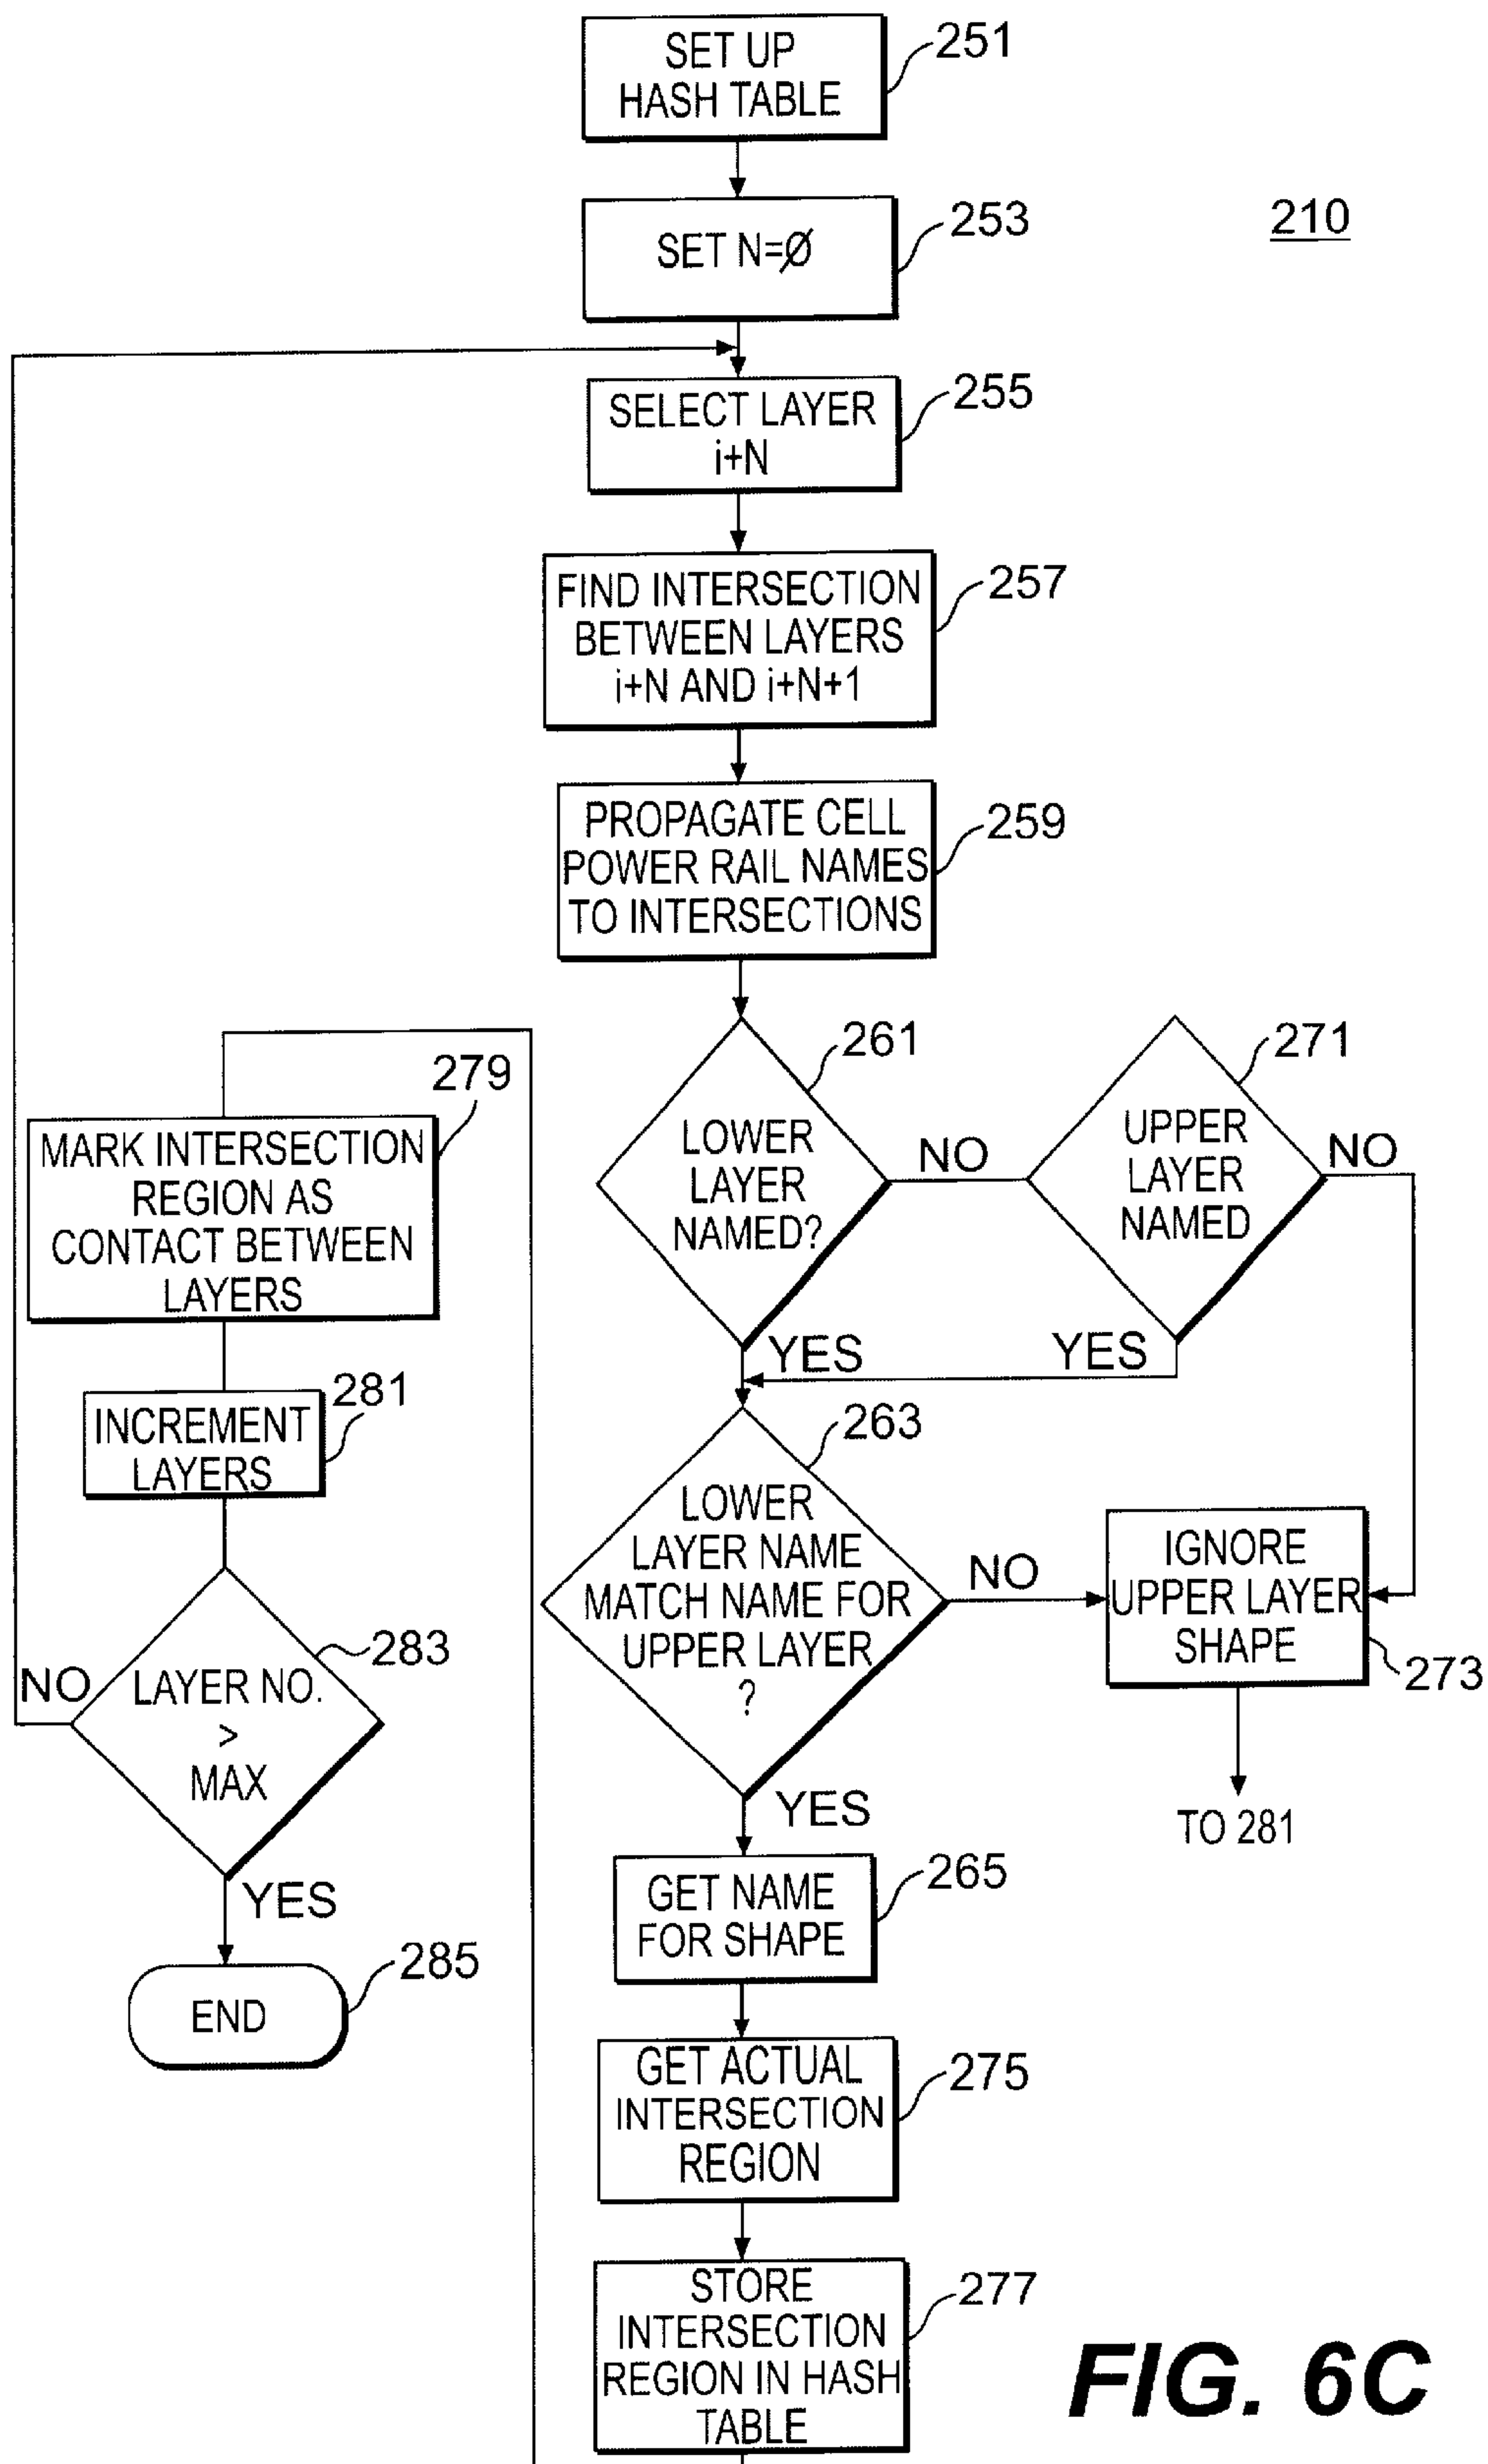 SET UP
HASH TABLE
251
SET N=Ø
253
210
SELECT LAYER
i+N
255
FIND INTERSECTION
BETWEEN LAYERS
i+N AND i+N+1
257
PROPAGATE CELL
POWER RAIL NAMES
TO INTERSECTIONS
259
LOWER
LAYER
NAMED?
261
NO
YES
UPPER
LAYER
NAMED
271
NO
YES
LOWER
LAYER NAME
MATCH NAME FOR
UPPER LAYER
?
263
NO
YES
IGNORE
UPPER LAYER
SHAPE
273
TO 281
GET NAME
FOR SHAPE
265
GET ACTUAL
INTERSECTION
REGION
275
STORE
INTERSECTION
REGION IN HASH
TABLE
277
MARK INTERSECTION
REGION AS
CONTACT BETWEEN
LAYERS
279
INCREMENT
LAYERS
281
LAYER NO.
>
MAX
283
NO
YES
END
285
FIG. 6C